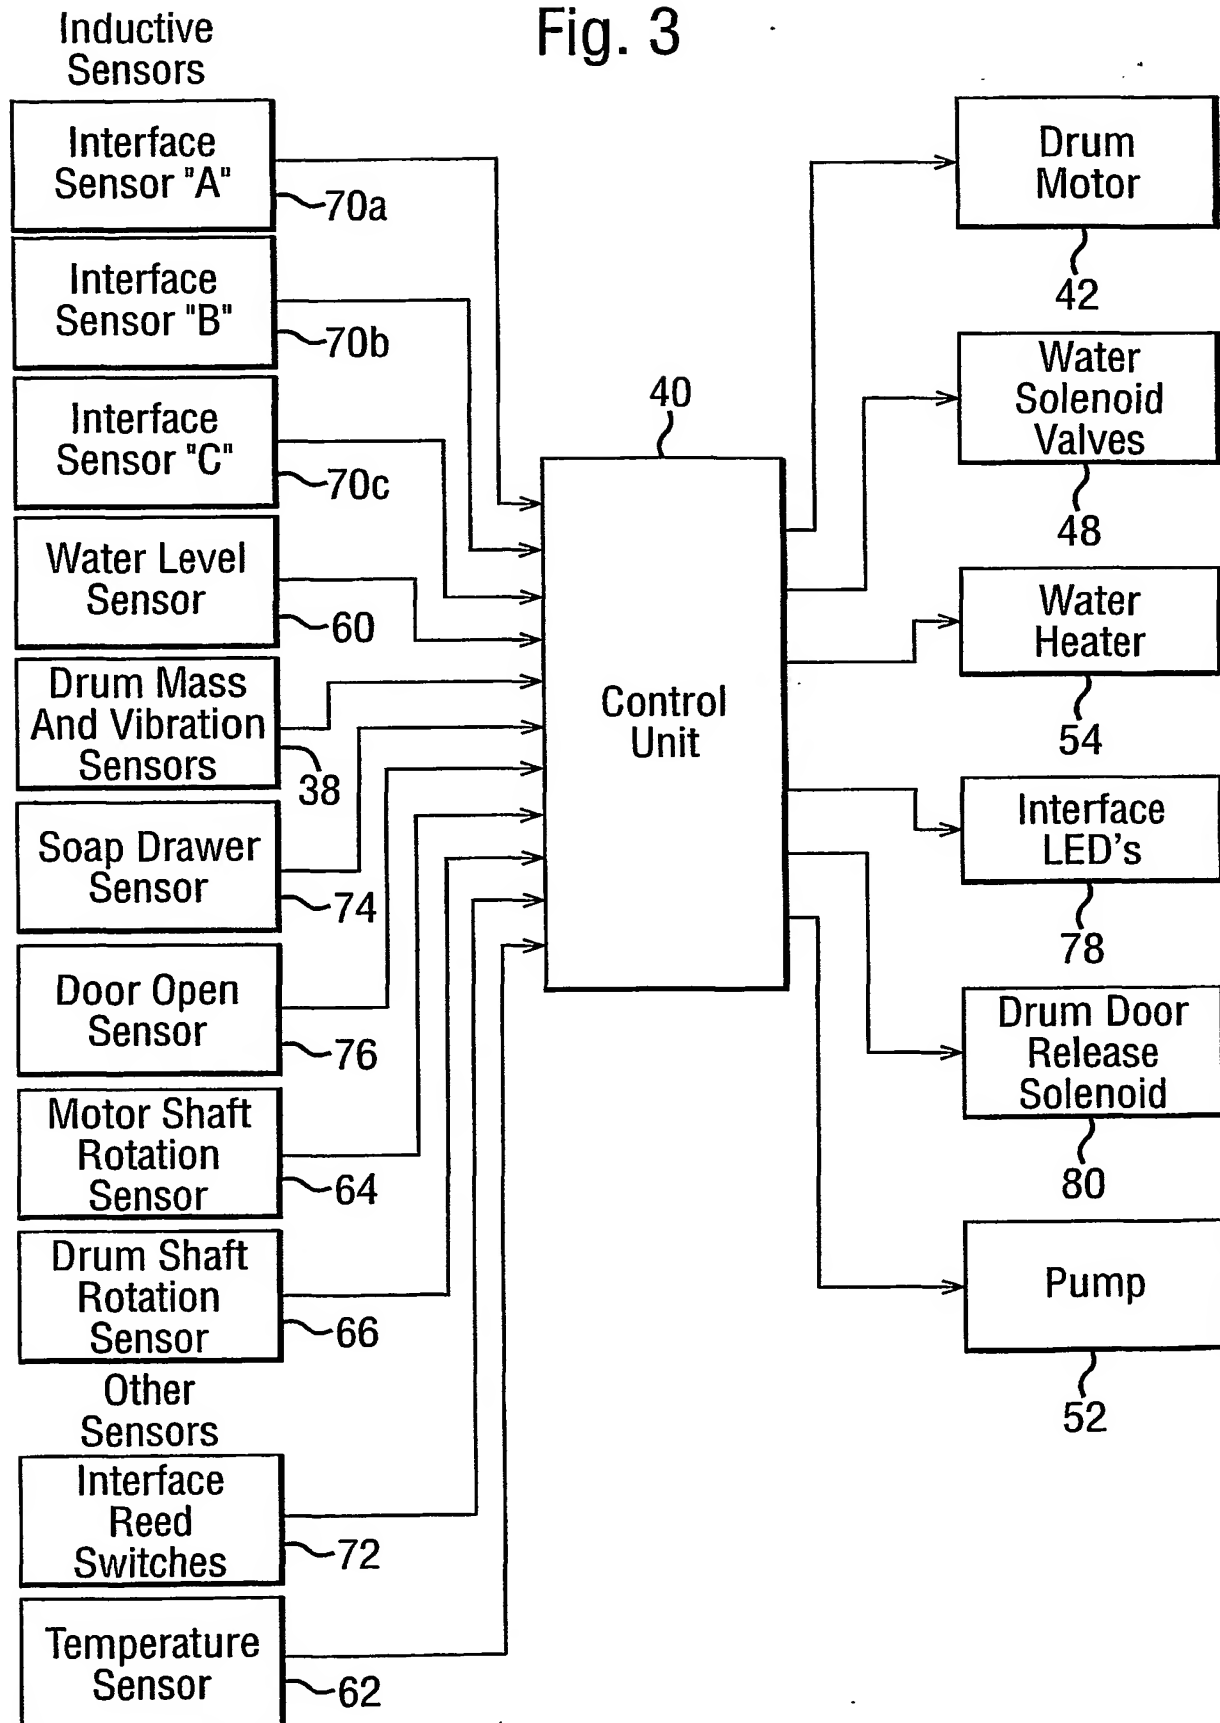 Fig. 3
Inductive
Sensors
Interface
Sensor "A"
70a
Interface
Sensor "B"
70b
Interface
Sensor "C"
70c
Water Level
Sensor
60
Drum Mass
And Vibration
Sensors
38
Soap Drawer
Sensor
74
Door Open
Sensor
76
Motor Shaft
Rotation
Sensor
64
Drum Shaft
Rotation
Sensor
66
Other
Sensors
Interface
Reed
Switches
72
Temperature
Sensor
62
40
Control
Unit
Drum
Motor
42
Water
Solenoid
Valves
48
Water
Heater
54
Interface
LED's
78
Drum Door
Release
Solenoid
80
Pump
52